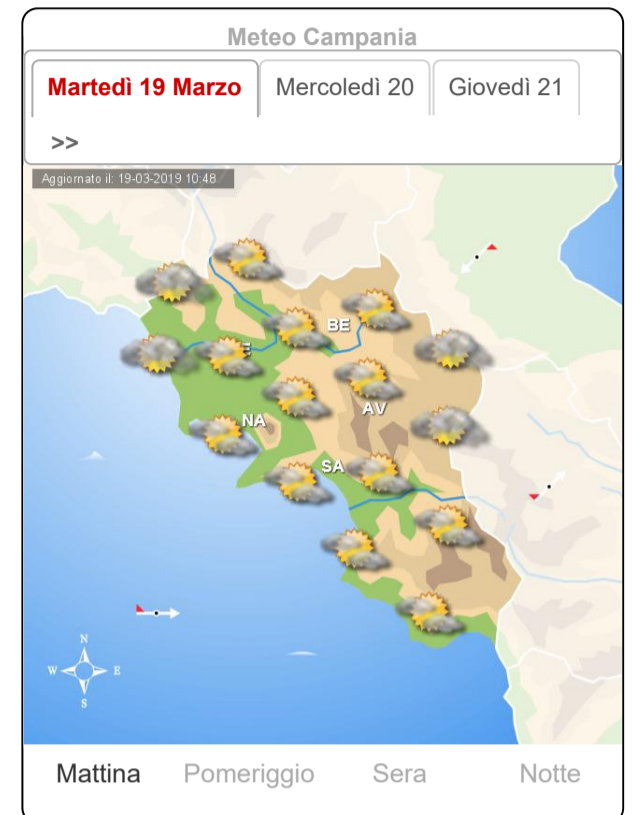 Meteo Campania
Martedì 19 Marzo
Mercoledì 20
Giovedì 21
>>
Aggiornato il: 19-03-2019 10:48
BE
AV
NA
SA
N
W E
S
Mattina
Pomeriggio
Sera
Notte